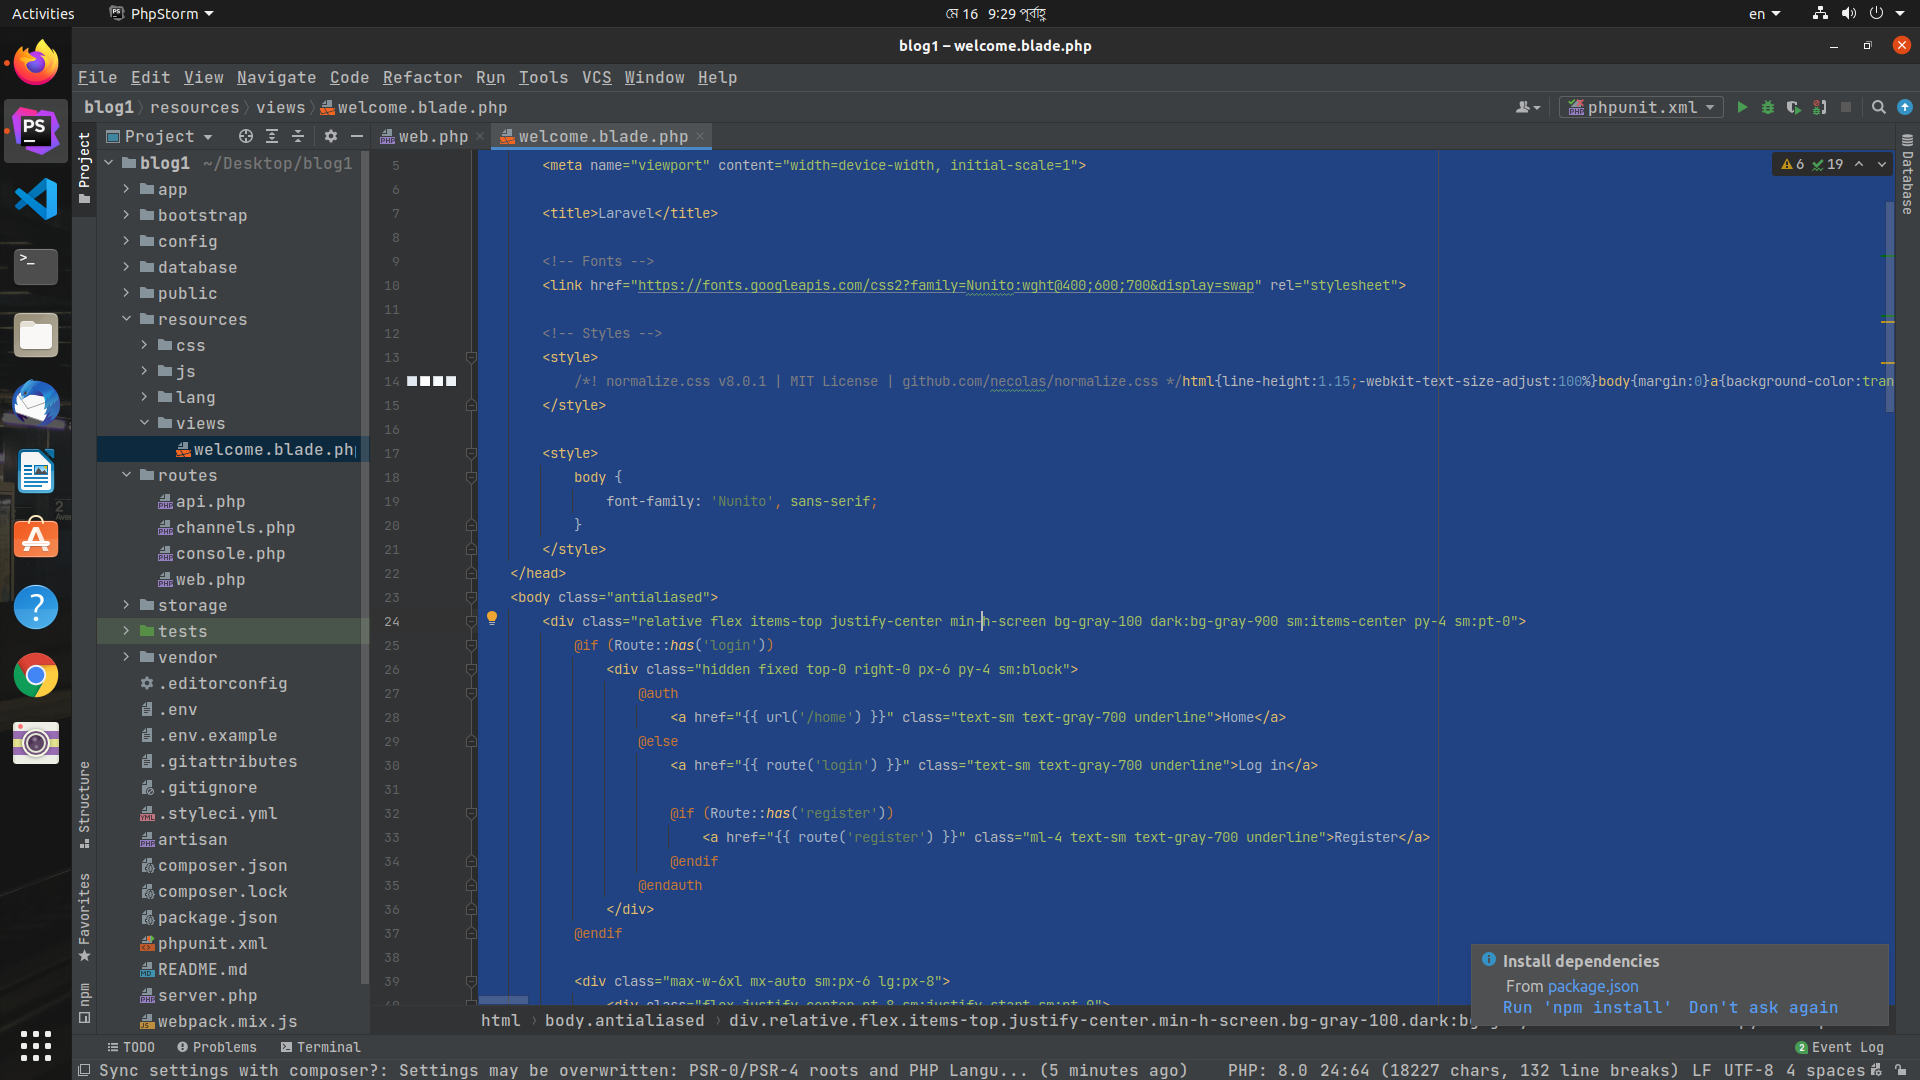 Activities
PhpStorm
মে 16 9:29 পূর্বাহ্ণ
en
blog1 – welcome.blade.php
File Edit View Navigate Code Refactor Run Tools VCS Window Help
blog1 resources views welcome.blade.php
phpunit.xml
Project
web.php
welcome.blade.php
Project
Structure
Favorites
npm
Database
blog1 ~/Desktop/blog1
app
bootstrap
config
database
public
resources
css
js
lang
views
welcome.blade.ph
routes
api.php
channels.php
console.php
web.php
storage
tests
vendor
.editorconfig
.env
.env.example
.gitattributes
.gitignore
.styleci.yml
artisan
composer.json
composer.lock
package.json
phpunit.xml
README.md
server.php
webpack.mix.js
6 19
5 <meta name="viewport" content="width=device-width, initial-scale=1">
6
7 <title>Laravel</title>
8
9 <!-- Fonts -->
10 <link href="https://fonts.googleapis.com/css2?family=Nunito:wght@400;600;700&display=swap" rel="stylesheet">
11
12 <!-- Styles -->
13 <style>
14 /*! normalize.css v8.0.1 | MIT License | github.com/necolas/normalize.css */html{line-height:1.15;-webkit-text-size-adjust:100%}body{margin:0}a{background-color:tran
15 </style>
16
17 <style>
18 body {
19 font-family: 'Nunito', sans-serif;
20 }
21 </style>
22 </head>
23 <body class="antialiased">
24 <div class="relative flex items-top justify-center min-h-screen bg-gray-100 dark:bg-gray-900 sm:items-center py-4 sm:pt-0">
25 @if (Route::has('login'))
26 <div class="hidden fixed top-0 right-0 px-6 py-4 sm:block">
27 @auth
28 <a href="{{ url('/home') }}" class="text-sm text-gray-700 underline">Home</a>
29 @else
30 <a href="{{ route('login') }}" class="text-sm text-gray-700 underline">Log in</a>
31
32 @if (Route::has('register'))
33 <a href="{{ route('register') }}" class="ml-4 text-sm text-gray-700 underline">Register</a>
34 @endif
35 @endauth
36 </div>
37 @endif
38
39 <div class="max-w-6xl mx-auto sm:px-6 lg:px-8">
<div class="flex justify-center pt-8 sm:justify-start sm:pt-0">
Install dependencies
From package.json
Run 'npm install' Don't ask again
html body.antialiased div.relative.flex.items-top.justify-center.min-h-screen.bg-gray-100.dark:bg-g
TODO Problems Terminal
2 Event Log
Sync settings with composer?: Settings may be overwritten: PSR-0/PSR-4 roots and PHP Langu... (5 minutes ago)
PHP: 8.0 24:64 (18227 chars, 132 line breaks) LF UTF-8 4 spaces